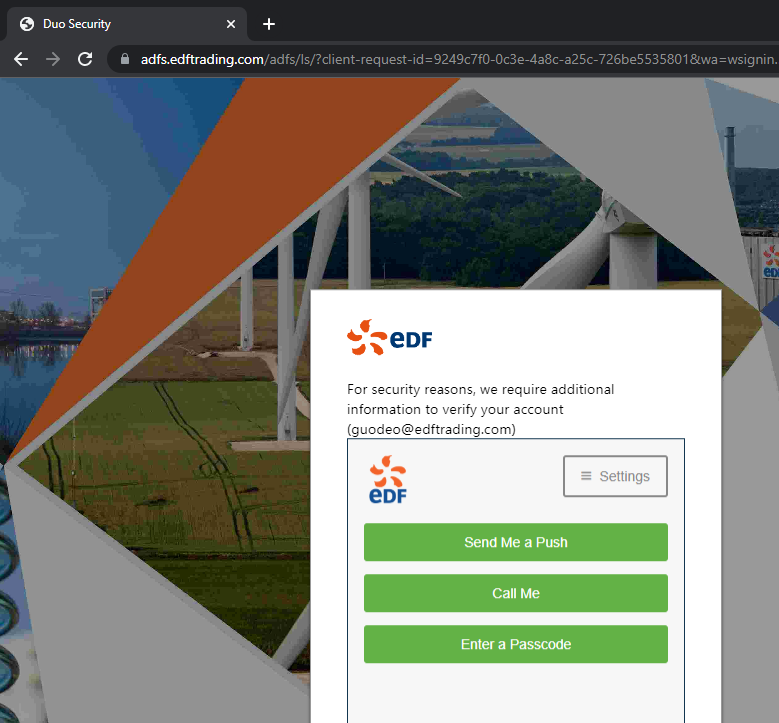 Duo Security
adfs.edftrading.com/adfs/ls/?client-request-id=9249c7f0-0c3e-4a8c-a25c-726be5535801&wa=wsignin.
eDF
eDF
For security reasons, we require additional
information to verify your account
(guodeo@edftrading.com)
eDF
Settings
Send Me a Push
Call Me
Enter a Passcode